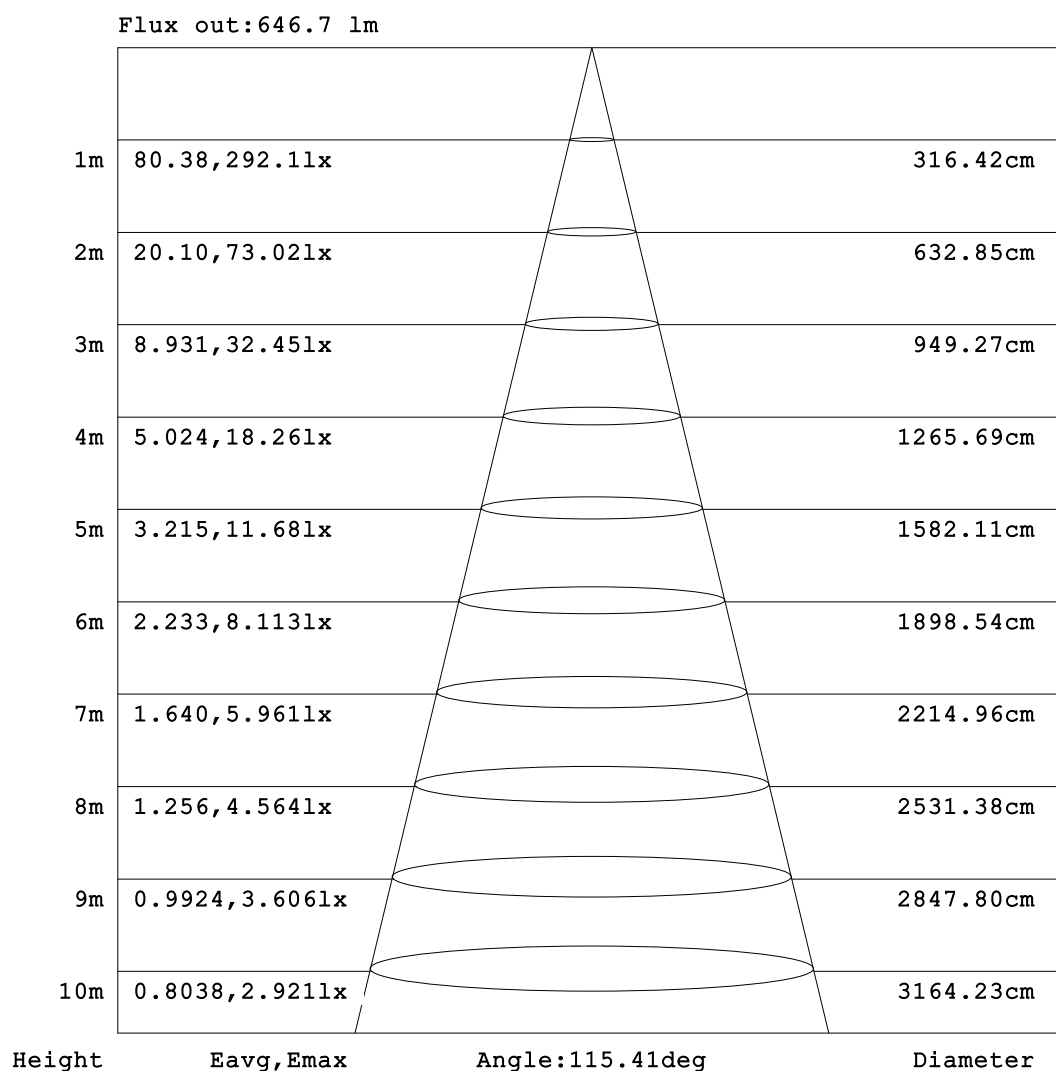 Flux out:646.7 lm
1m 80.38,292.1lx 316.42cm
2m 20.10,73.02lx 632.85cm
3m 8.931,32.45lx 949.27cm
4m 5.024,18.26lx 1265.69cm
5m 3.215,11.68lx 1582.11cm
6m 2.233,8.113lx 1898.54cm
7m 1.640,5.961lx 2214.96cm
8m 1.256,4.564lx 2531.38cm
9m 0.9924,3.606lx 2847.80cm
10m 0.8038,2.921lx 3164.23cm
Height Eavg,Emax Angle:115.41deg Diameter